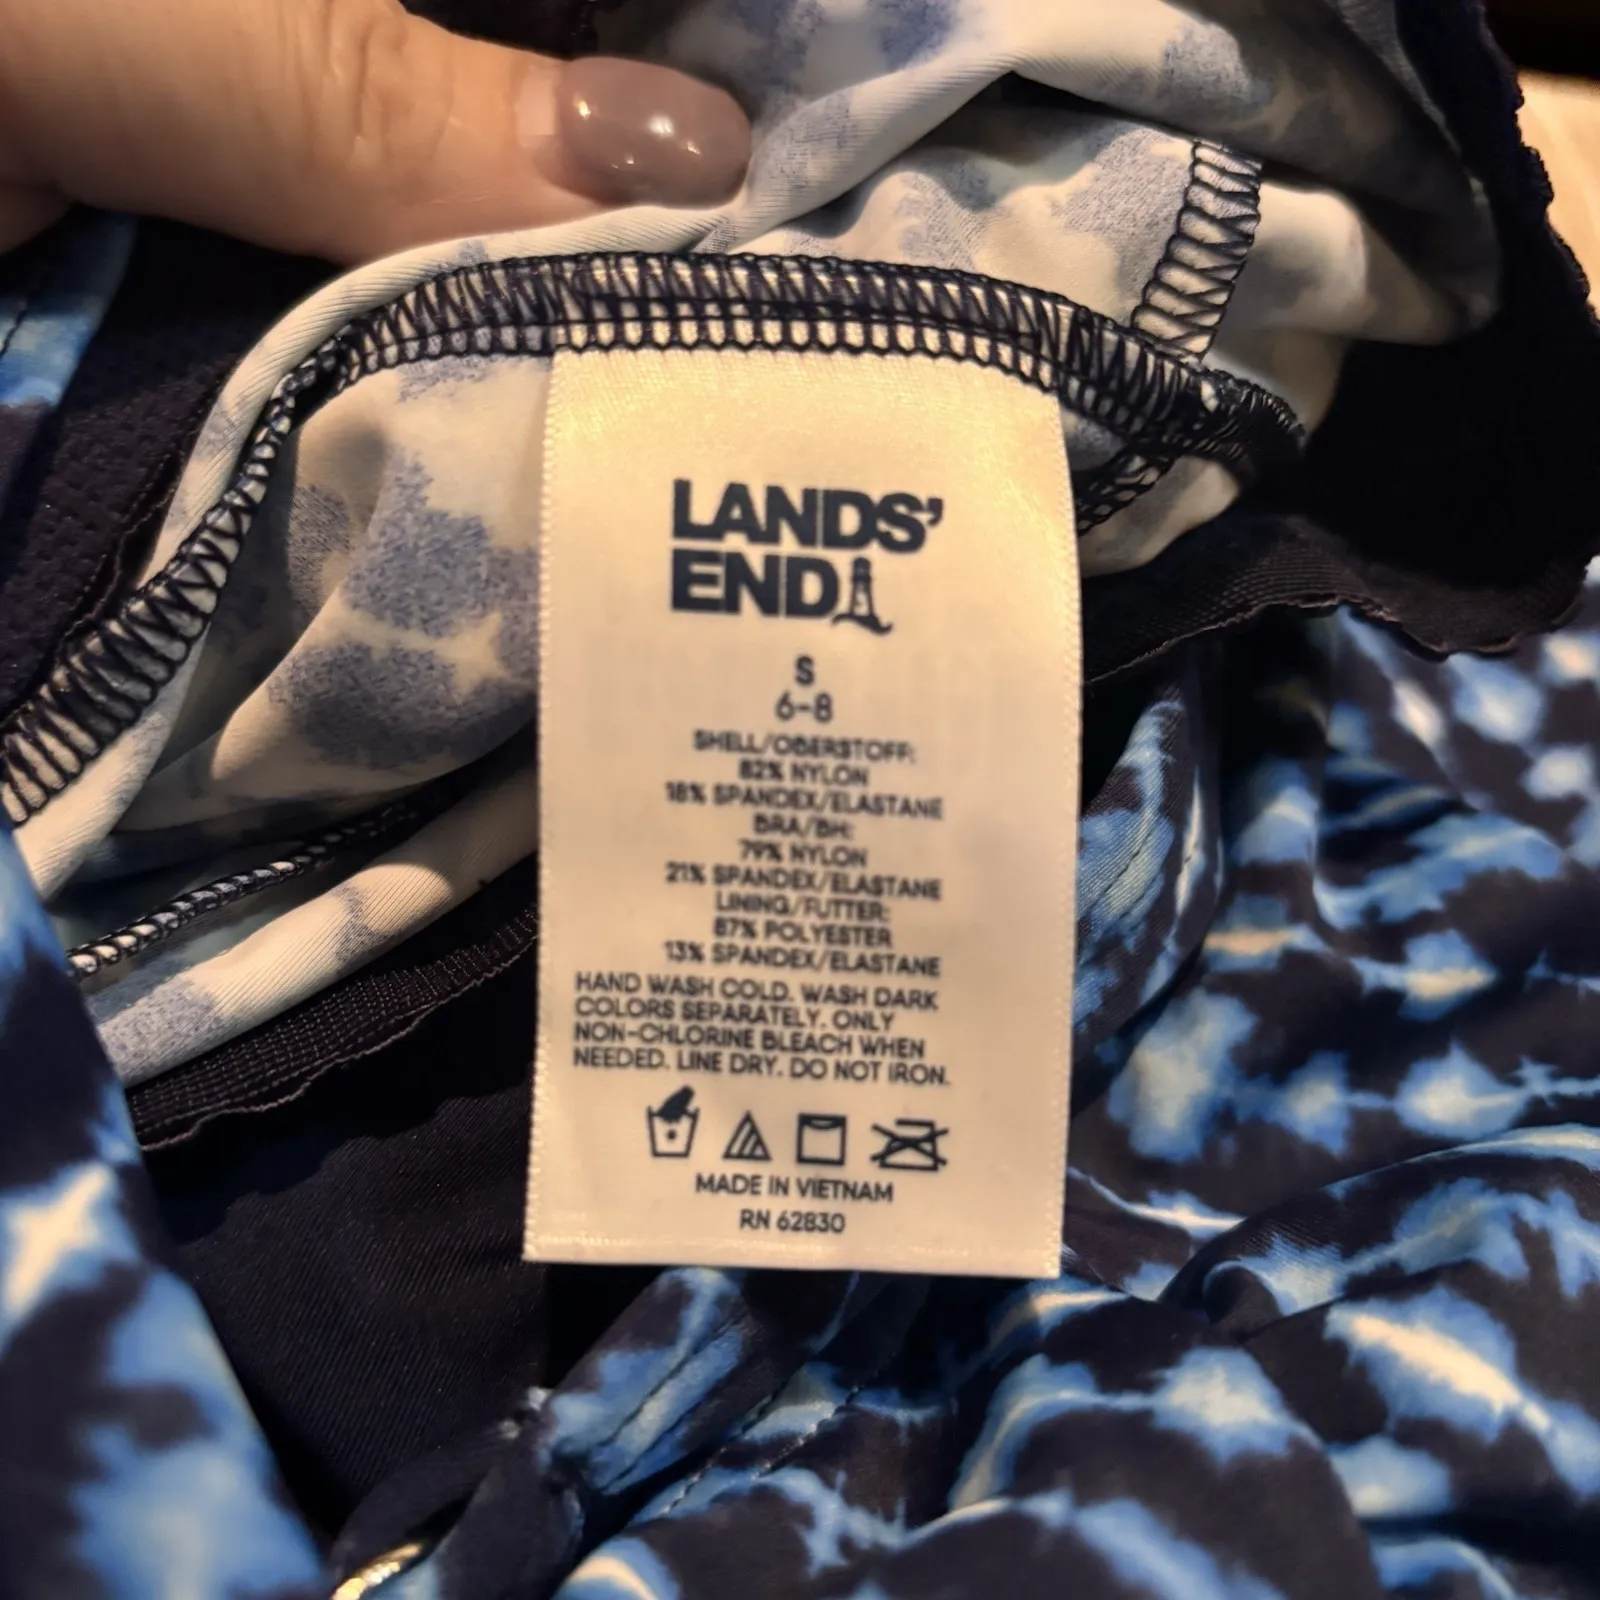 LANDS'
END
S
6-8
SHELL/OBERSTOFF:
82% NYLON
18% SPANDEX/ELASTANE
BRA/BH:
79% NYLON
21% SPANDEX/ELASTANE
LINING/FUTTER:
87% POLYESTER
13% SPANDEX/ELASTANE
HAND WASH COLD. WASH DARK
COLORS SEPARATELY. ONLY
NON-CHLORINE BLEACH WHEN
NEEDED. LINE DRY. DO NOT IRON.
MADE IN VIETNAM
RN 62830